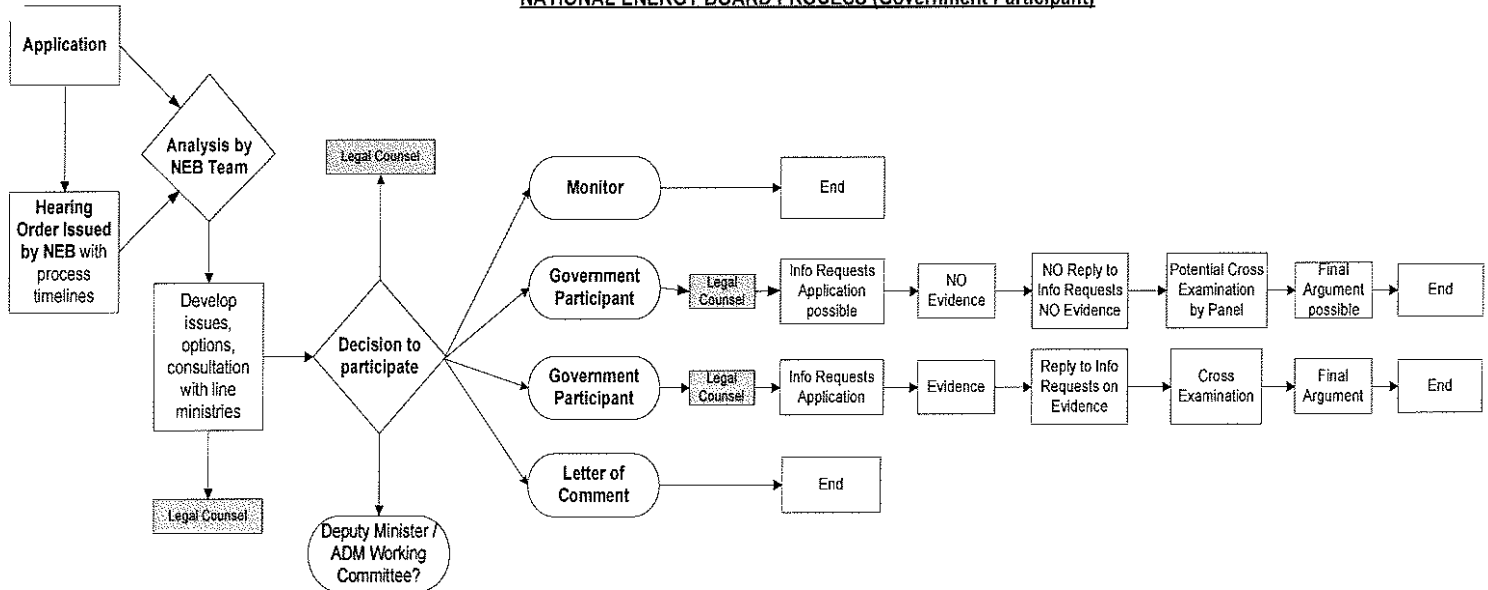 NATIONAL ENERGY BOARD PROCESS (Government Participant)
Application
Analysis by
NEB Team
Hearing
Order Issued
by NEB with
process
timelines
Develop
issues,
options,
consultation
with line
ministries
Legal Counsel
Legal Counsel
Decision to
participate
Deputy Minister /
ADM Working
Committee?
Monitor
End
Government
Participant
Legal
Counsel
Info Requests
Application
possible
NO
Evidence
NO Reply to
Info Requests
NO Evidence
Potential Cross
Examination
by Panel
Final
Argument
possible
End
Government
Participant
Legal
Counsel
Info Requests
Application
Evidence
Reply to Info
Requests on
Evidence
Cross
Examination
Final
Argument
End
Letter of
Comment
End